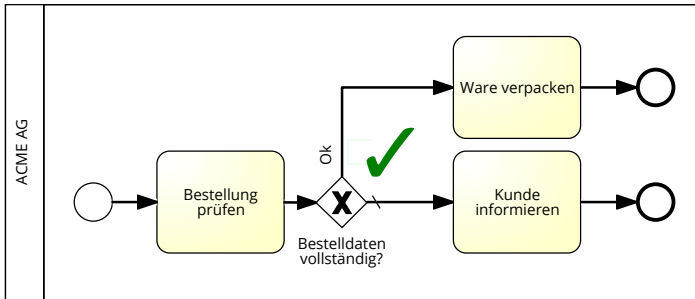 ACME AG
Bestellung
prüfen
Ok
X
Bestelldaten
vollständig?
Ware verpacken
Kunde
informieren